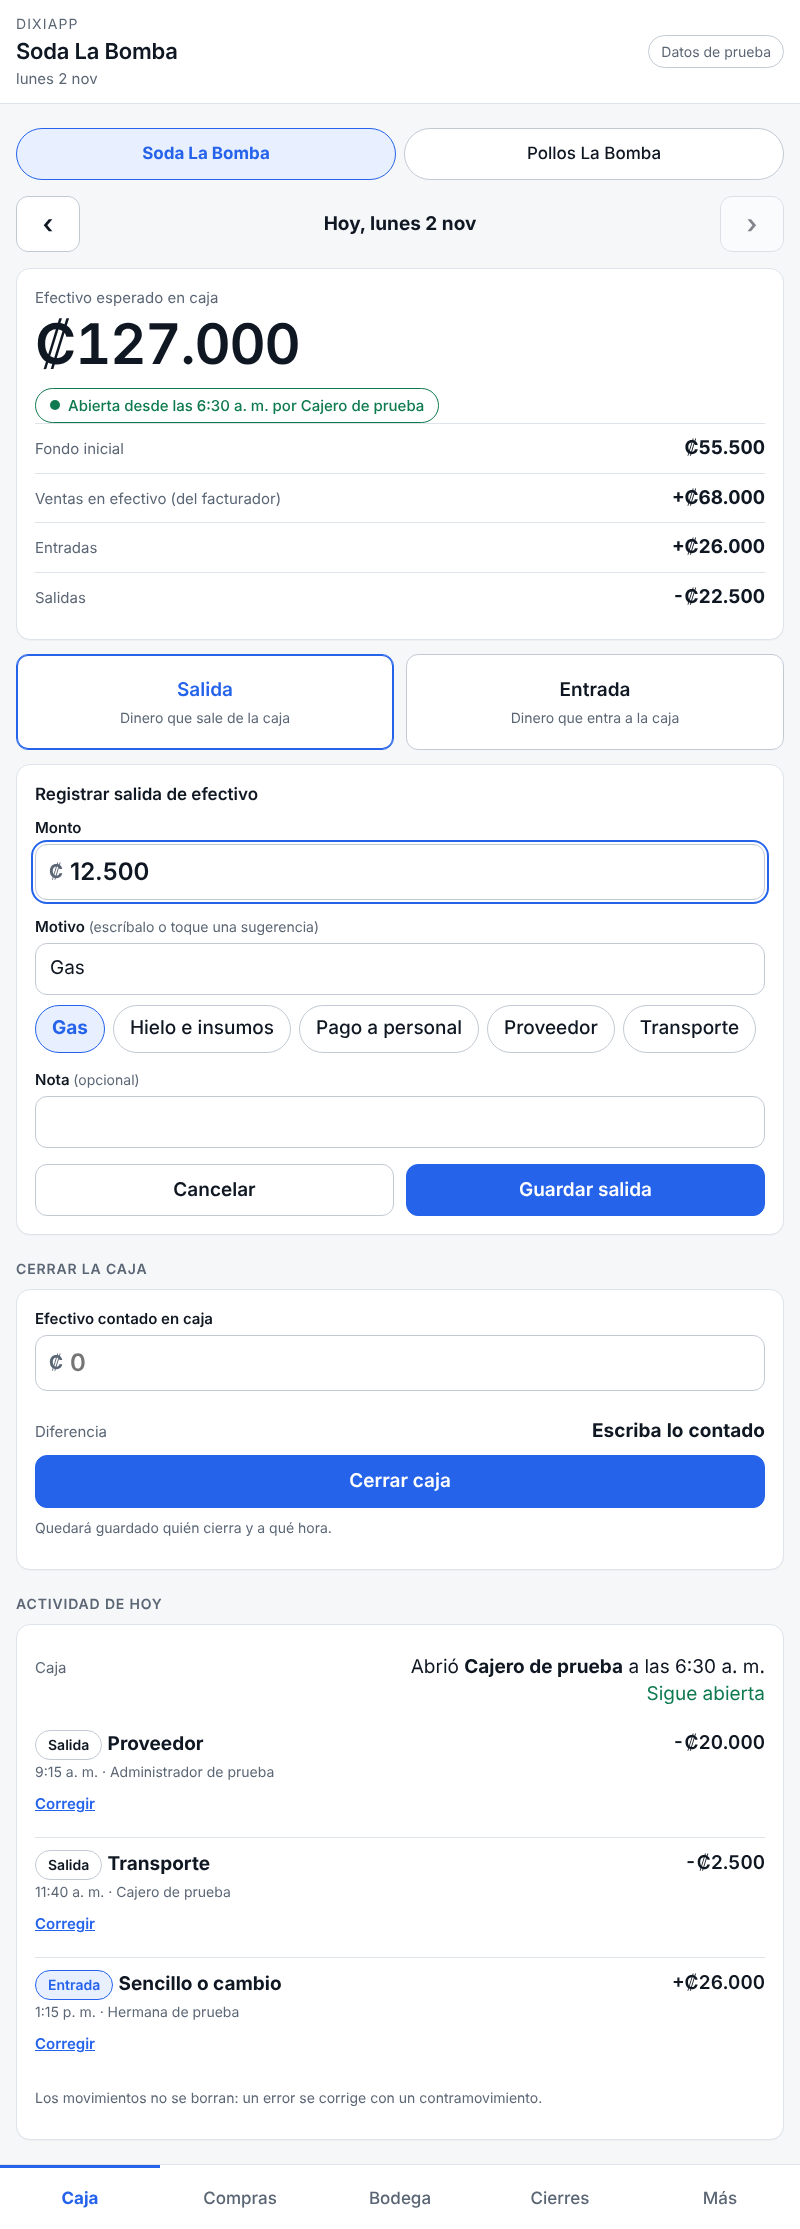 DIXIAPP
Soda La Bomba
lunes 2 nov
Datos de prueba
Soda La Bomba
Pollos La Bomba
‹
Hoy, lunes 2 nov
›
Efectivo esperado en caja
₡127.000
Abierta desde las 6:30 a. m. por Cajero de prueba
Fondo inicial ₡55.500
Ventas en efectivo (del facturador) +₡68.000
Entradas +₡26.000
Salidas -₡22.500
Salida
Dinero que sale de la caja
Entrada
Dinero que entra a la caja
Registrar salida de efectivo
Monto
₡ 12.500
Motivo (escríbalo o toque una sugerencia)
Gas
Gas
Hielo e insumos
Pago a personal
Proveedor
Transporte
Nota (opcional)
Cancelar
Guardar salida
CERRAR LA CAJA
Efectivo contado en caja
₡ 0
Diferencia Escriba lo contado
Cerrar caja
Quedará guardado quién cierra y a qué hora.
ACTIVIDAD DE HOY
Caja Abrió Cajero de prueba a las 6:30 a. m.
Sigue abierta
Salida Proveedor -₡20.000
9:15 a. m. · Administrador de prueba
Corregir
Salida Transporte -₡2.500
11:40 a. m. · Cajero de prueba
Corregir
Entrada Sencillo o cambio +₡26.000
1:15 p. m. · Hermana de prueba
Corregir
Los movimientos no se borran: un error se corrige con un contramovimiento.
Caja
Compras
Bodega
Cierres
Más